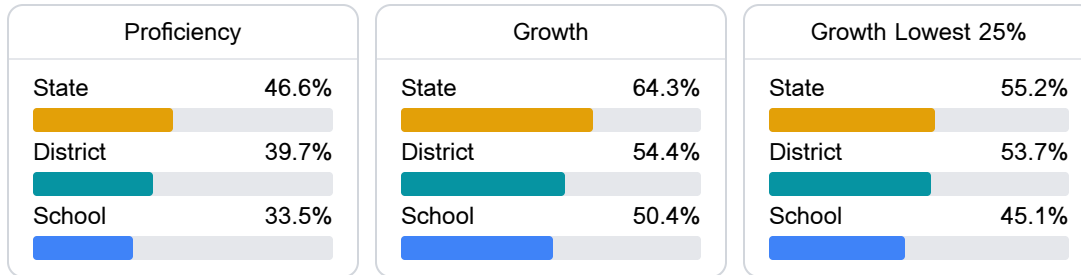 Proficiency
State 46.6%
District 39.7%
School 33.5%
Growth
State 64.3%
District 54.4%
School 50.4%
Growth Lowest 25%
State 55.2%
District 53.7%
School 45.1%